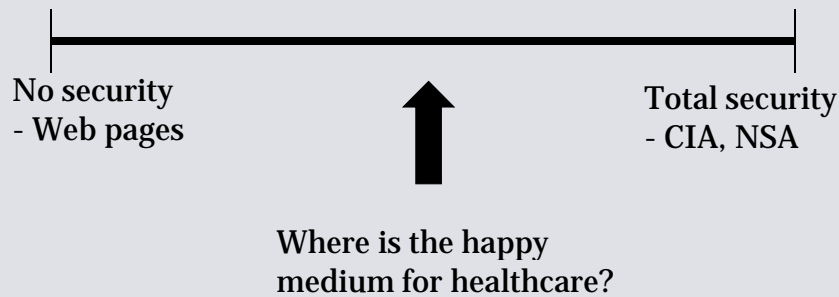 No security
- Web pages
Total security
- CIA, NSA
Where is the happy
medium for healthcare?